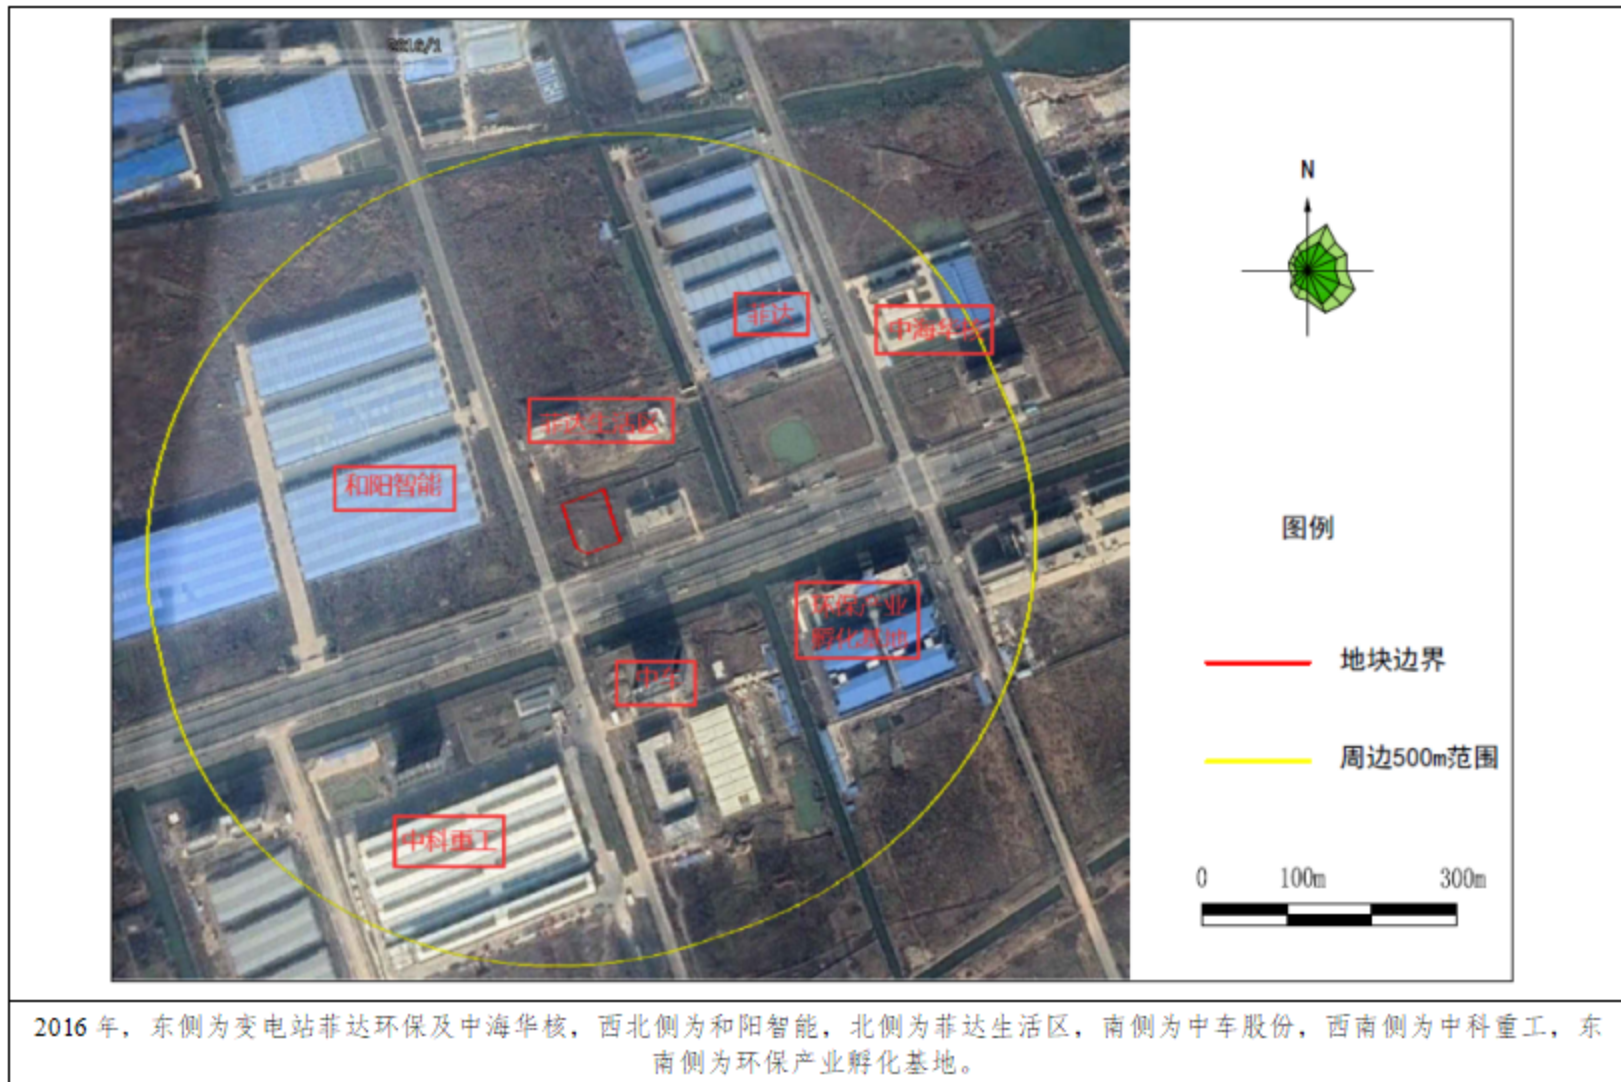 2016/1
N
菲达
中海华核
菲达生活区
和阳智能
图例
环保产业
孵化基地
地块边界
中车
周边500m范围
中科重工
0 100m 300m
2016 年，东侧为变电站菲达环保及中海华核，西北侧为和阳智能，北侧为菲达生活区，南侧为中车股份，西南侧为中科重工，东
南侧为环保产业孵化基地。